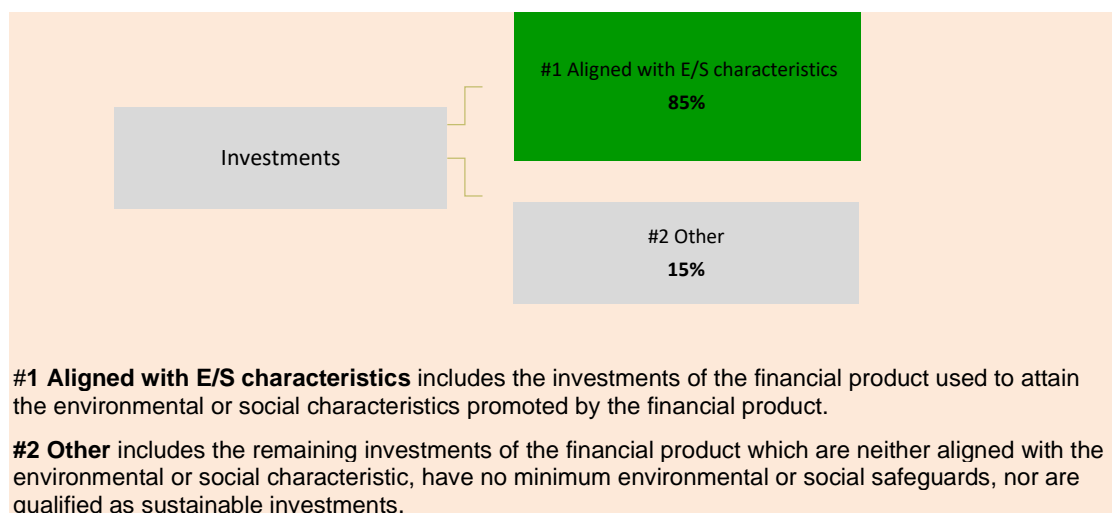 #1 Aligned with E/S characteristics
85%
Investments
#2 Other
15%
#1 Aligned with E/S characteristics includes the investments of the financial product used to attain
the environmental or social characteristics promoted by the financial product.
#2 Other includes the remaining investments of the financial product which are neither aligned with the
environmental or social characteristic, have no minimum environmental or social safeguards, nor are
qualified as sustainable investments.